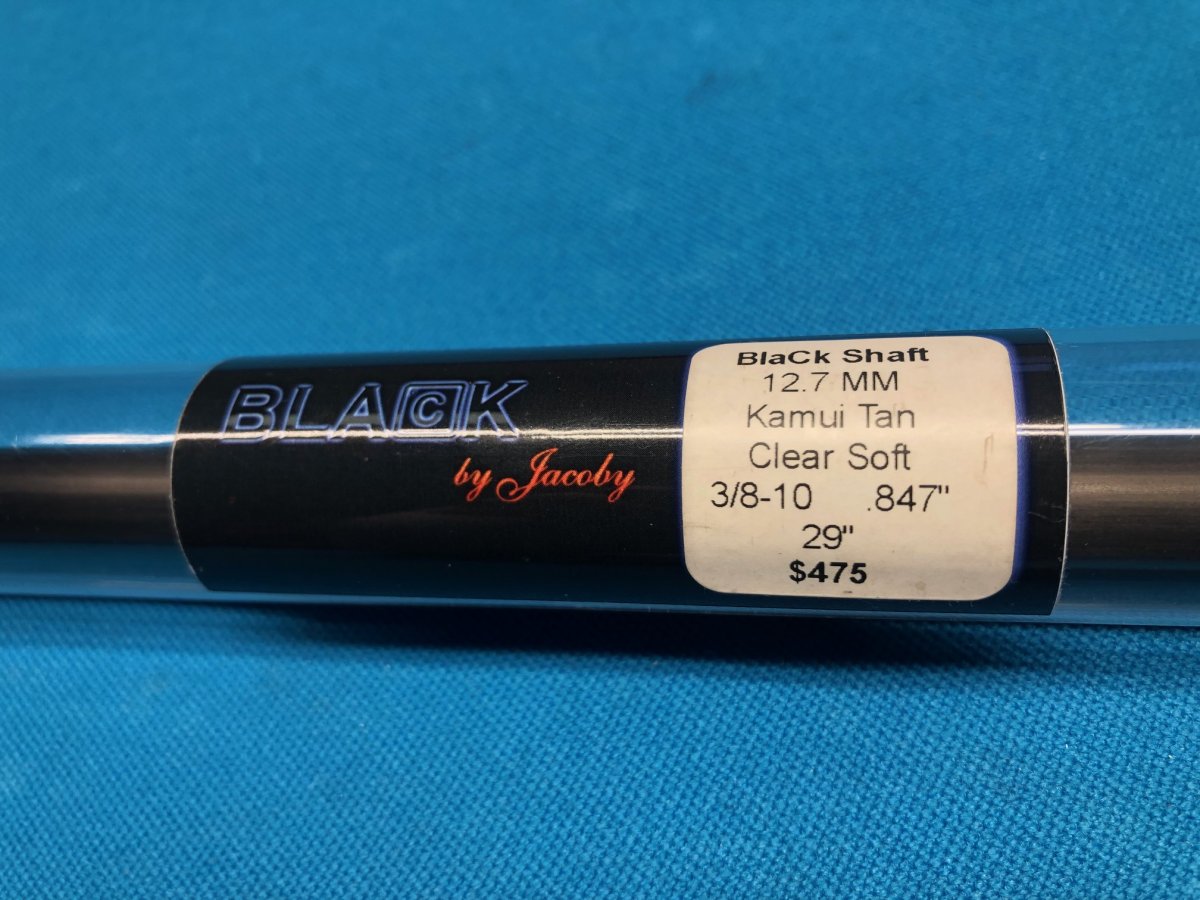 BLACK
by Jacoby
BlaCk Shaft
12.7 MM
Kamui Tan
Clear Soft
3/8-10 .847"
29"
$475